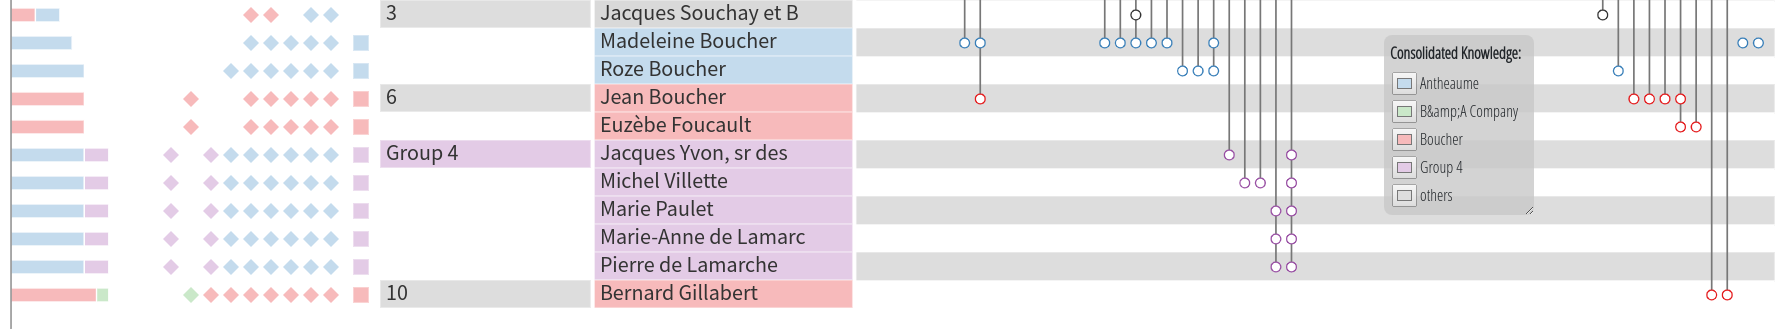 3 Jacques Souchay et B
Madeleine Boucher
Roze Boucher
6 Jean Boucher
Euzèbe Foucault
Group 4 Jacques Yvon, sr des
Michel Villette
Marie Paulet
Marie-Anne de Lamarc
Pierre de Lamarche
10 Bernard Gillabert
Consolidated Knowledge:
Antheaume
B&amp;A Company
Boucher
Group 4
others